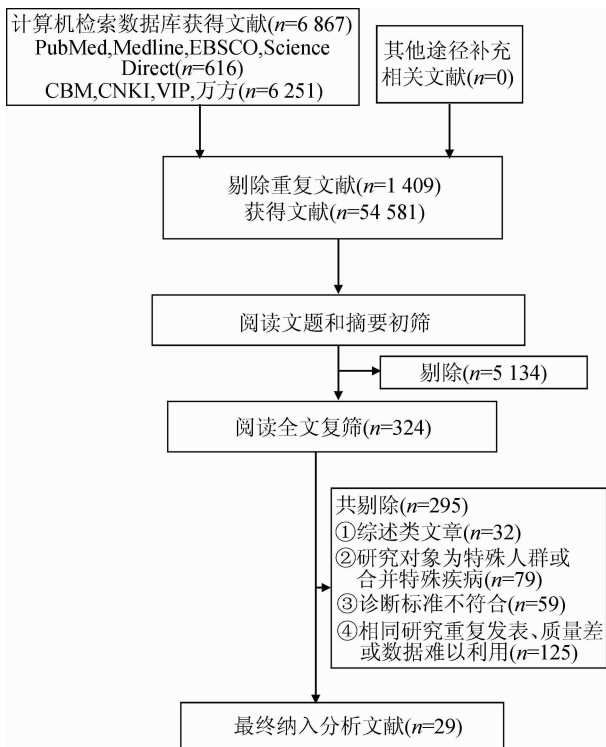 计算机检索数据库获得文献(n=6 867)
PubMed,Medline,EBSCO,Science
Direct(n=616)
CBM,CNKI,VIP,万方(n=6 251)
其他途径补充
相关文献(n=0)
剔除重复文献(n=1 409)
获得文献(n=54 581)
阅读文题和摘要初筛
剔除(n=5 134)
阅读全文复筛(n=324)
共剔除(n=295)
①综述类文章(n=32)
②研究对象为特殊人群或
合并特殊疾病(n=79)
③诊断标准不符合(n=59)
④相同研究重复发表、质量差
或数据难以利用(n=125)
最终纳入分析文献(n=29)